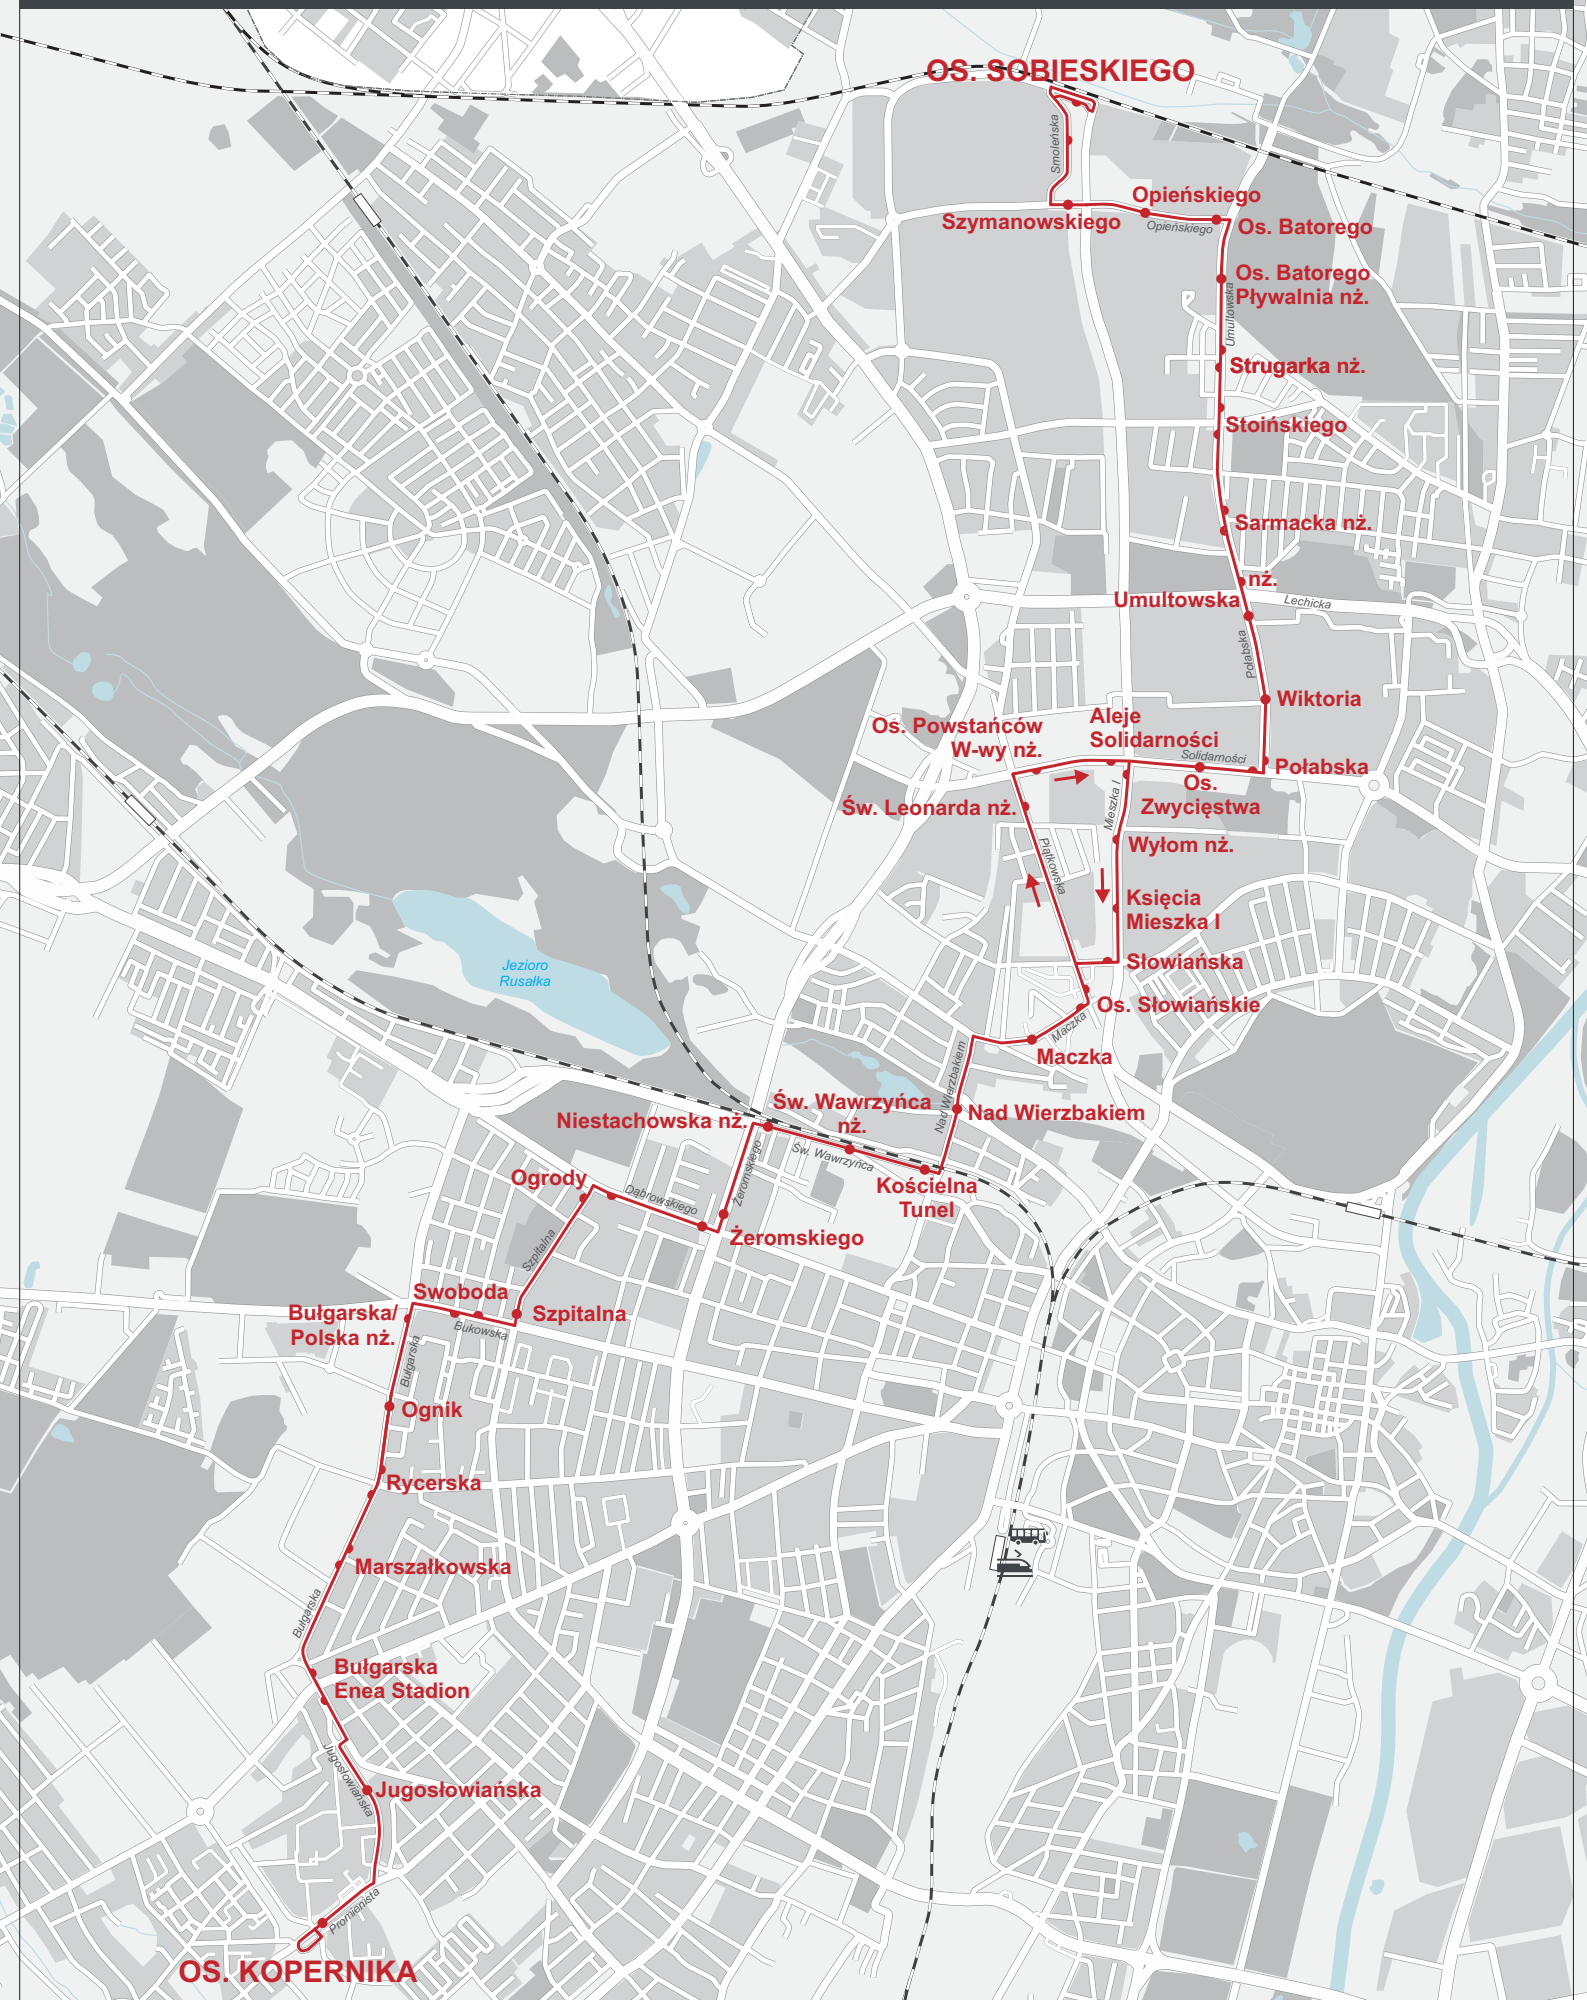 OS. SOBIESKIEGO
Smoleńska
Opieńskiego
Szymanowskiego
Opieńskiego
Os. Batorego
Os. Batorego
Pływalnia nż.
Umultowska
Strugarka nż.
Stoińskiego
Sarmacka nż.
nż.
Umultowska
Lechicka
Połabska
Wiktoria
Os. Powstańców
W-wy nż.
Aleje
Solidarności
Solidarności
Połabska
Os.
Zwycięstwa
Św. Leonarda nż.
Mieszka I
Wyłom nż.
Piątkowska
Księcia
Mieszka I
Słowiańska
Jezioro
Rusałka
Os. Słowiańskie
Maczka
Maczka
Nad Wierzbakiem
Nad Wierzbakiem
Św. Wawrzyńca
nż.
Niestachowska nż.
Św. Wawrzyńca
Kościelna
Tunel
Żeromskiego
Ogrody
Dąbrowskiego
Żeromskiego
Szpitalna
Swoboda
Szpitalna
Bułgarska/
Polska nż.
Bukowska
Bułgarska
Ognik
Rycerska
Marszałkowska
Bułgarska
Bułgarska
Enea Stadion
Jugosłowiańska
Jugosłowiańska
Promienista
OS. KOPERNIKA